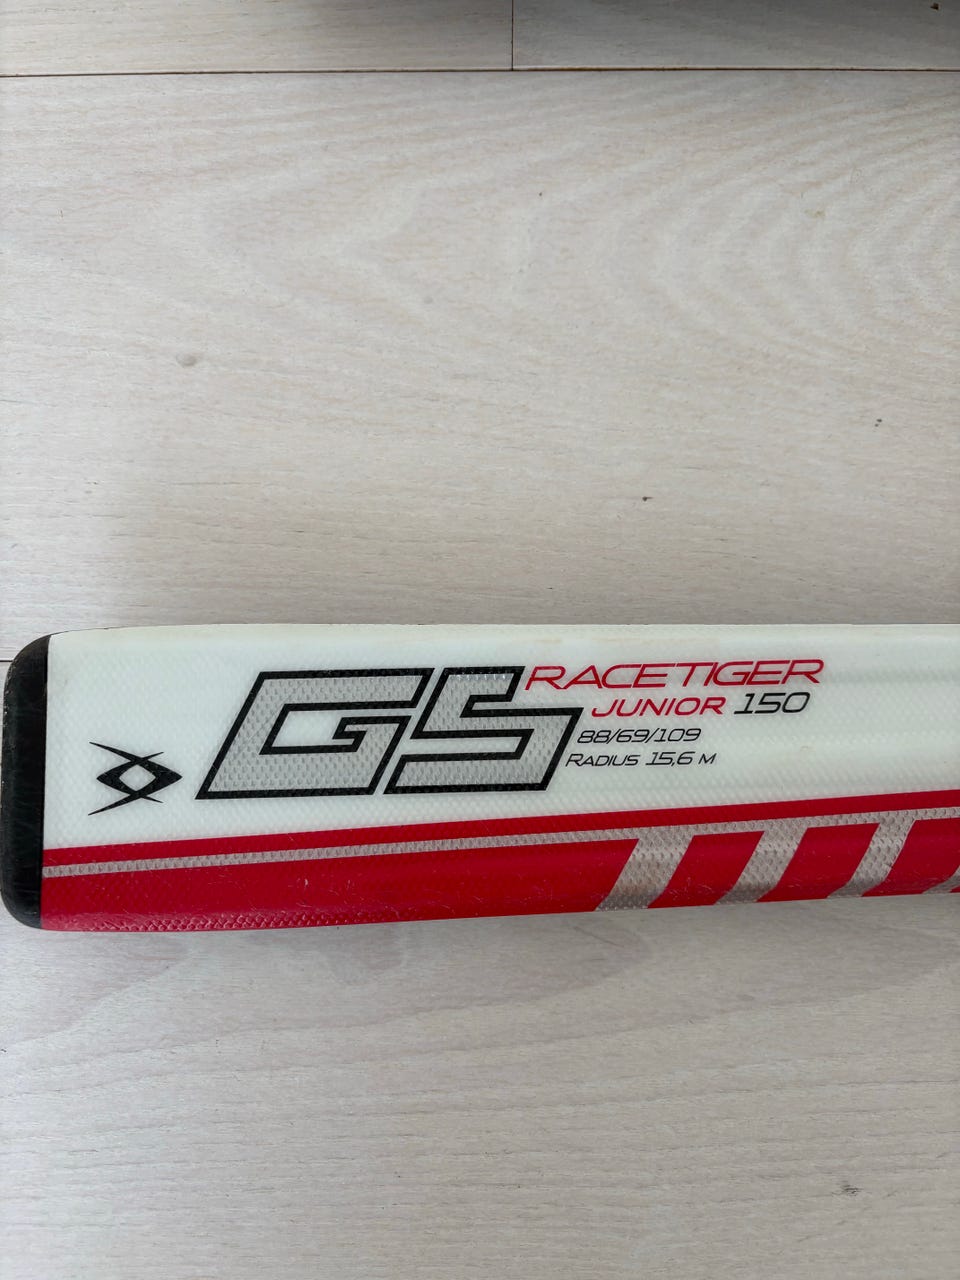 GS
RACETIGER
JUNIOR 150
88/69/109
RADIUS 15,6 M